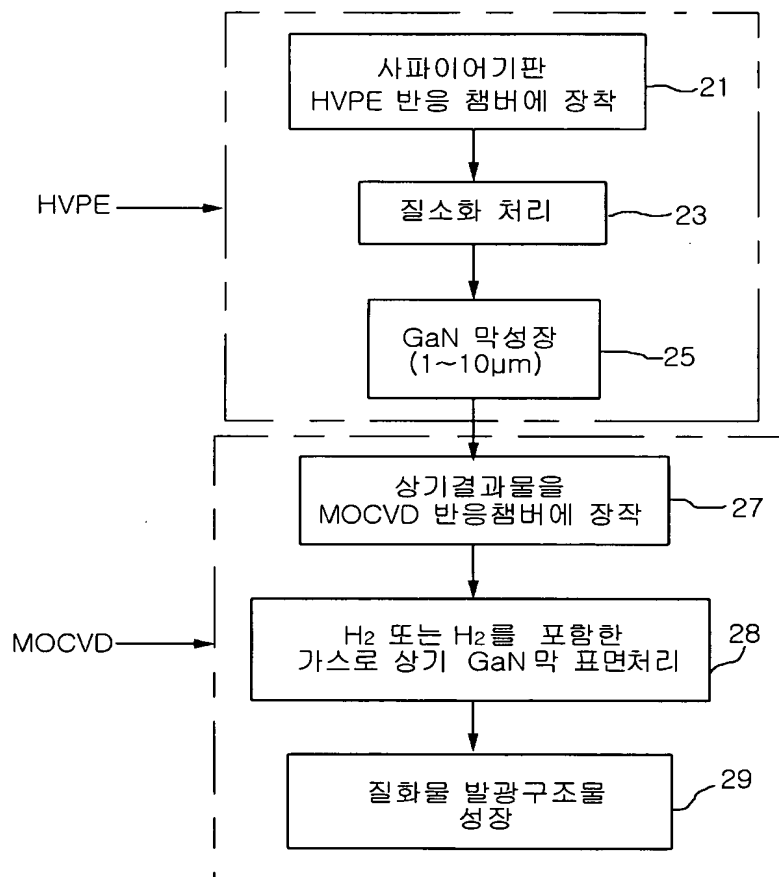 사파이어기판
HVPE 반응 챔버에 장착
21
HVPE
질소화 처리
23
GaN 막성장
(1~10µm)
25
상기결과물을
MOCVD 반응챔버에 장작
27
MOCVD
H2 또는 H2를 포함한
가스로 상기 GaN막 표면처리
28
질화물 발광구조물
성장
29